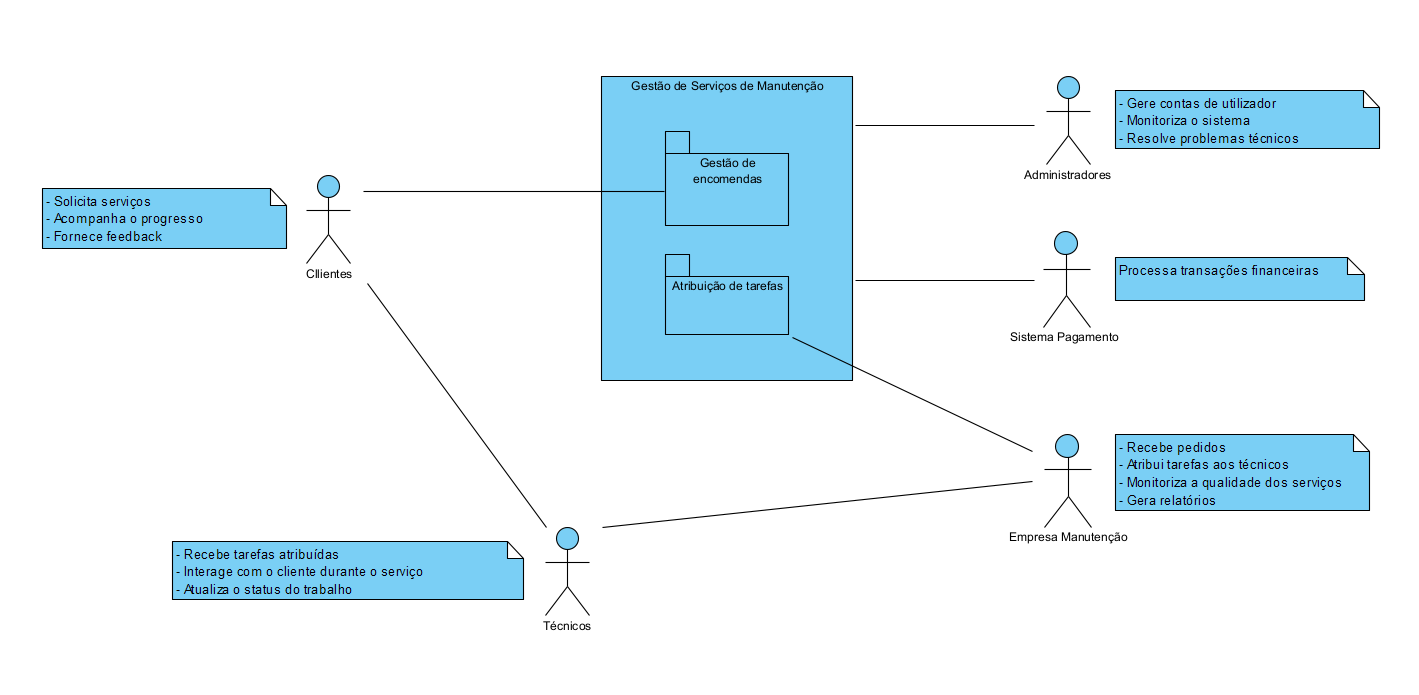 Gestão de Serviços de Manutenção
Gestão de
encomendas
Atribuição de tarefas
- Solicita serviços
- Acompanha o progresso
- Fornece feedback
Cllientes
- Gere contas de utilizador
- Monitoriza o sistema
- Resolve problemas técnicos
Administradores
Processa transações financeiras
Sistema Pagamento
- Recebe pedidos
- Atribui tarefas aos técnicos
- Monitoriza a qualidade dos serviços
- Gera relatórios
Empresa Manutenção
- Recebe tarefas atribuídas
- Interage com o cliente durante o serviço
- Atualiza o status do trabalho
Técnicos